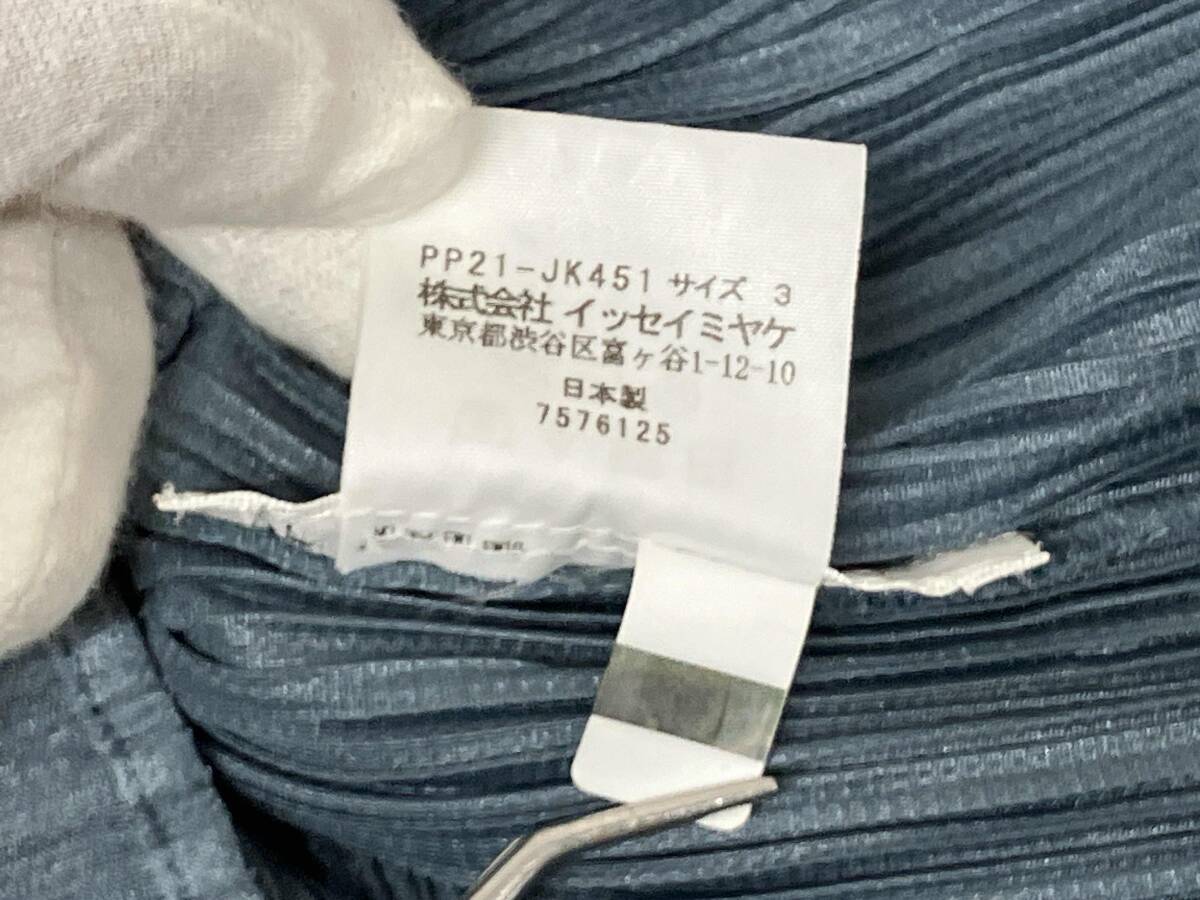 PP21-JK451 サイズ 3
株式会社 イッセイミヤケ
東京都渋谷区富ヶ谷1-12-10
日本製
7576125